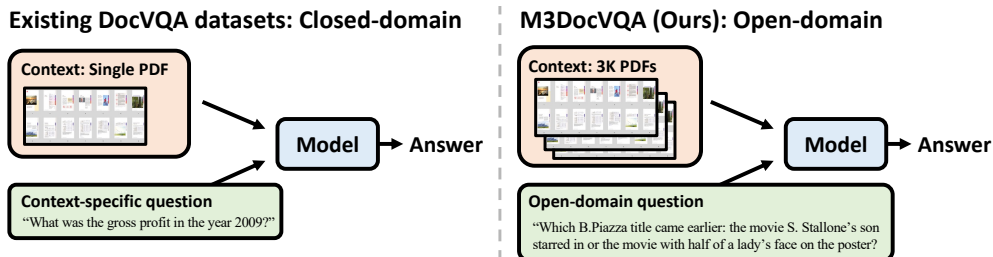 Existing DocVQA datasets: Closed-domain
Context: Single PDF
Model
Answer
Context-specific question
“What was the gross profit in the year 2009?”
M3DocVQA (Ours): Open-domain
Context: 3K PDFs
Model
Answer
Open-domain question
“Which B.Piazza title came earlier: the movie S. Stallone’s son
starred in or the movie with half of a lady’s face on the poster?